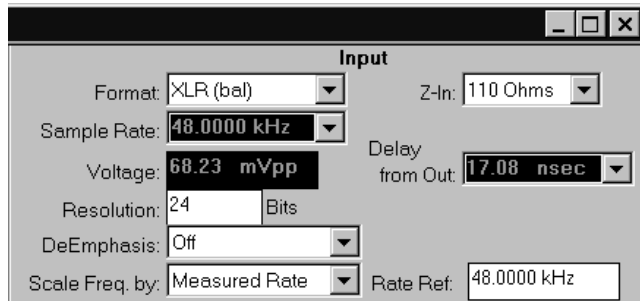 Input
Format: XLR (bal) Z-In: 110 Ohms
Sample Rate: 48.0000 kHz
Voltage: 68.23 mVpp
Delay
from Out: 17.08 nsec
Resolution: 24 Bits
DeEmphasis: Off
Scale Freq. by: Measured Rate Rate Ref: 48.0000 kHz